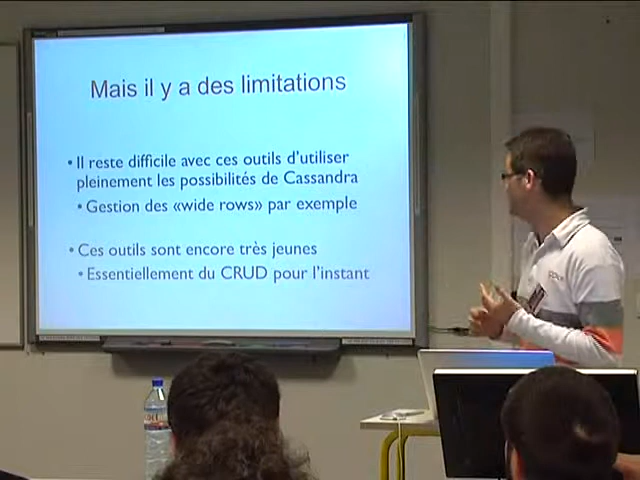 Mais il y a des limitations
• Il reste difficile avec ces outils d'utiliser
pleinement les possibilités de Cassandra
• Gestion des «wide rows» par exemple
• Ces outils sont encore très jeunes
• Essentiellement du CRUD pour l'instant